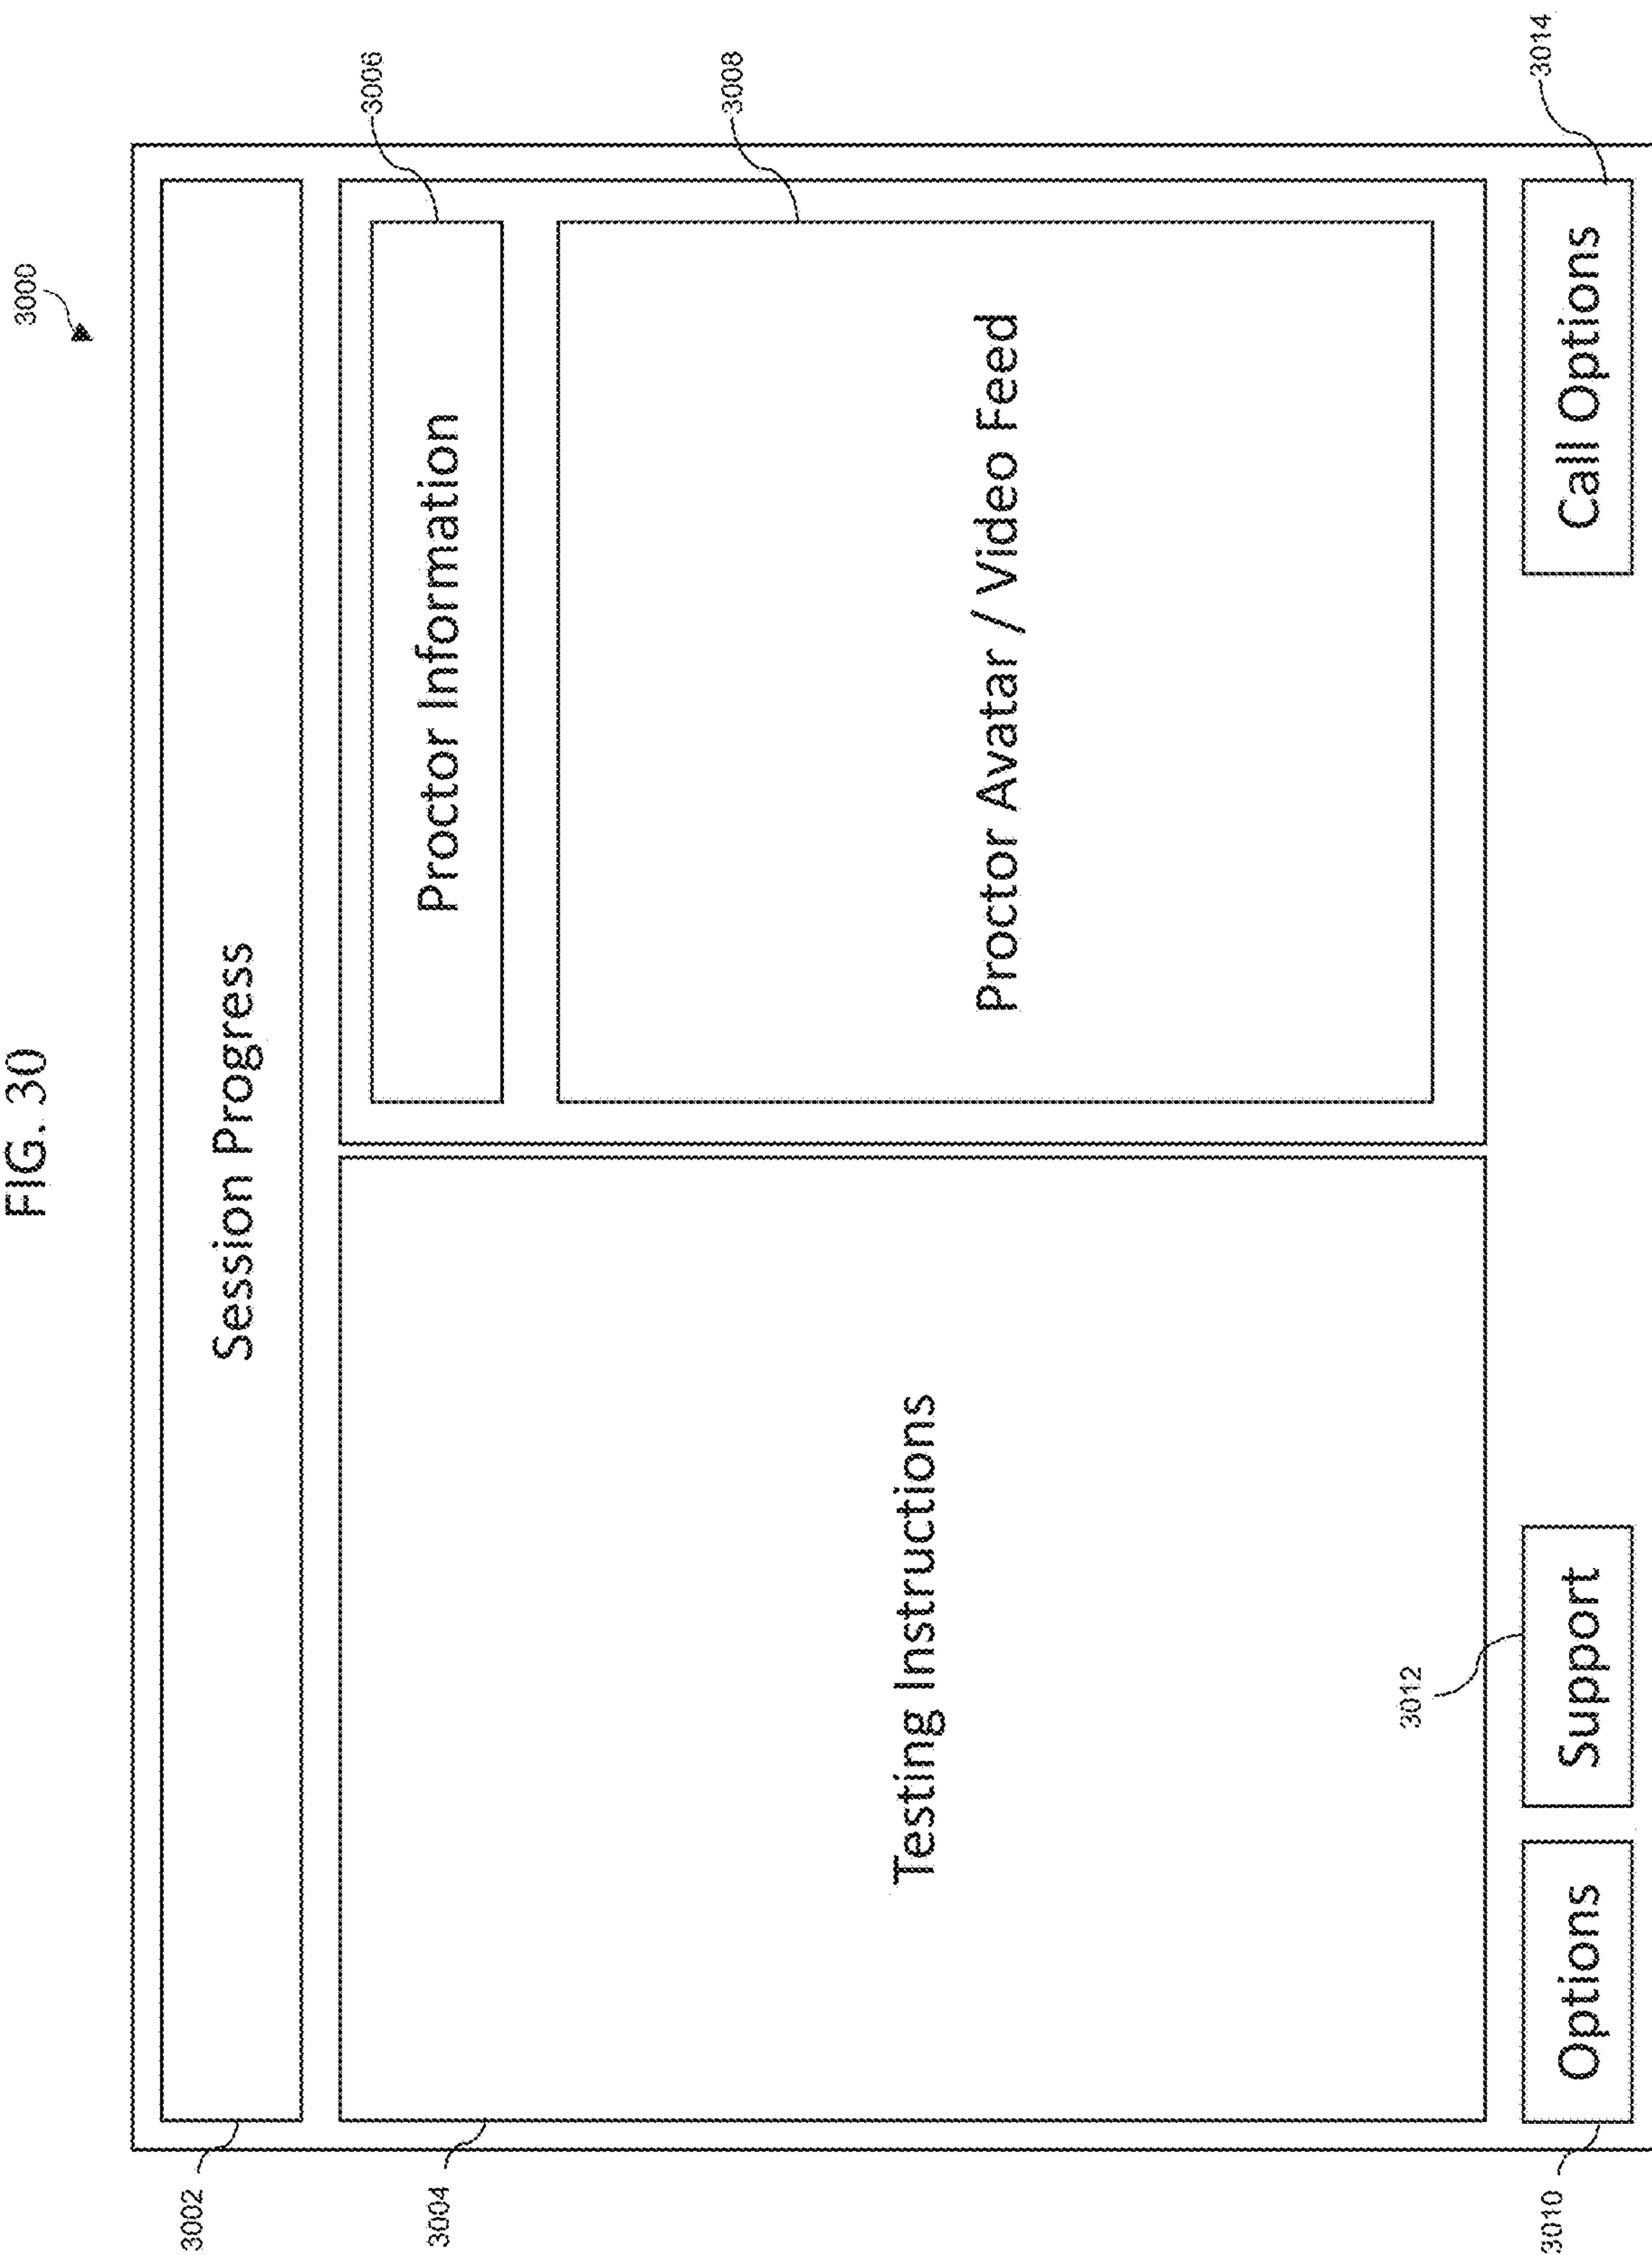 FIG. 30
3000
Session Progress
3002
Testing Instructions
3004
Proctor Information
3006
Proctor Avatar / Video Feed
3008
Options
3010
Support
3012
Call Options
3014